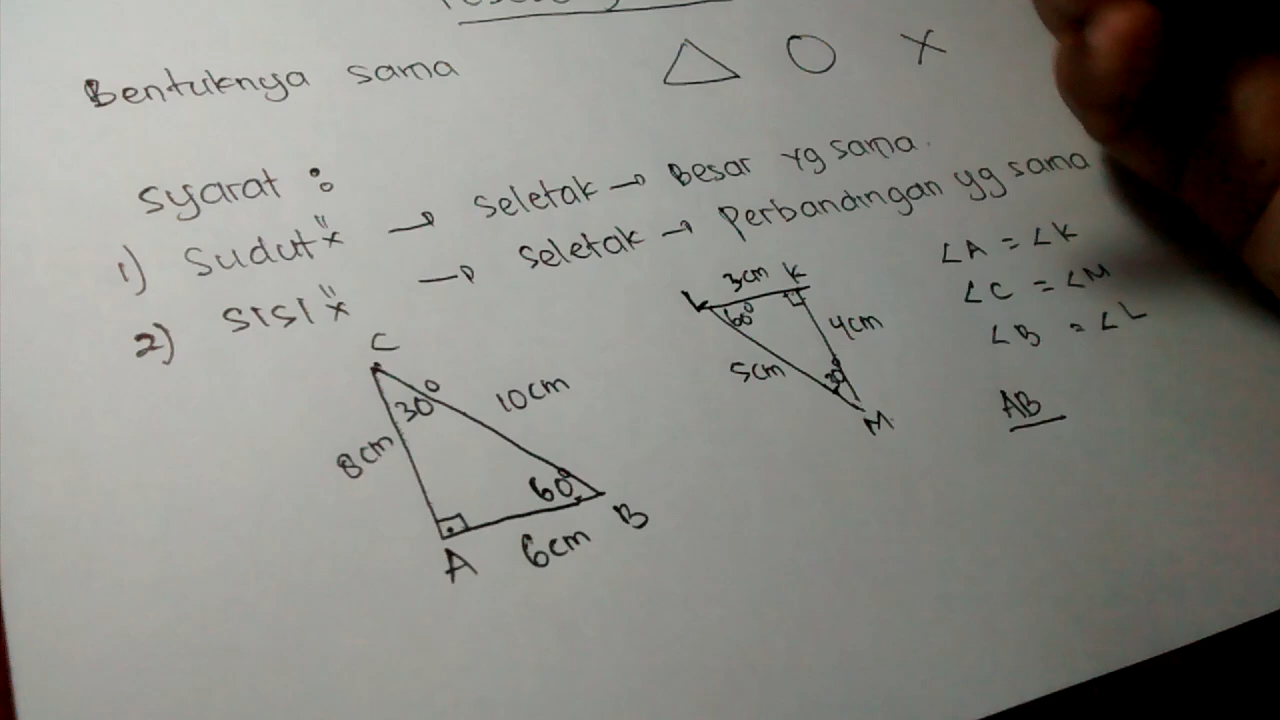 Bentuknya sama
Syarat :
1) Sudut"x → seletak → Besar yg sama.
2) sisi"x → seletak → Perbandingan yg sama
∠A = ∠K
∠C = ∠M
∠B = ∠L
AB
C
30°
10cm
8cm
60°
A
6cm
B
3cm
K
L
60°
4cm
5cm
30°
M